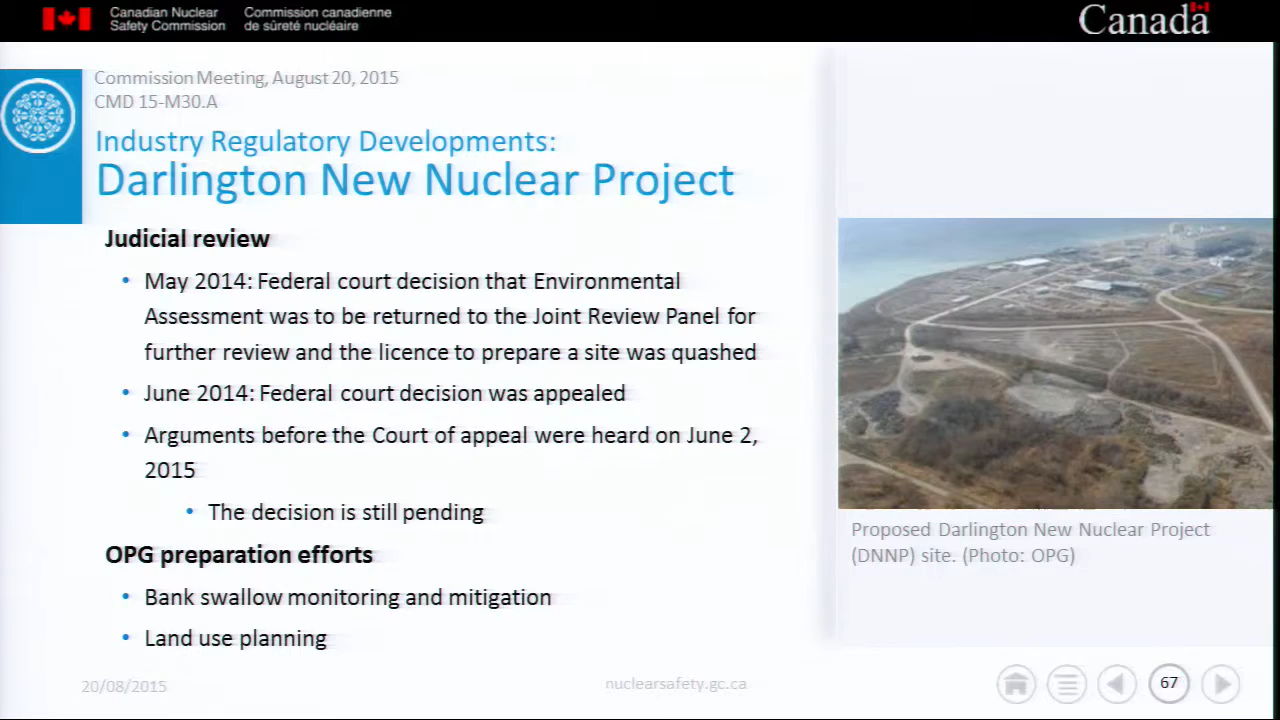 Canadian Nuclear Safety Commission
Commission canadienne de sûreté nucléaire
Canada
Commission Meeting, August 20, 2015
CMD 15-M30.A
Industry Regulatory Developments:
Darlington New Nuclear Project
Judicial review
• May 2014: Federal court decision that Environmental
Assessment was to be returned to the Joint Review Panel for
further review and the licence to prepare a site was quashed
• June 2014: Federal court decision was appealed
• Arguments before the Court of appeal were heard on June 2,
2015
• The decision is still pending
OPG preparation efforts
• Bank swallow monitoring and mitigation
• Land use planning
Proposed Darlington New Nuclear Project
(DNNP) site. (Photo: OPG)
20/08/2015
nuclearsafety.gc.ca
67